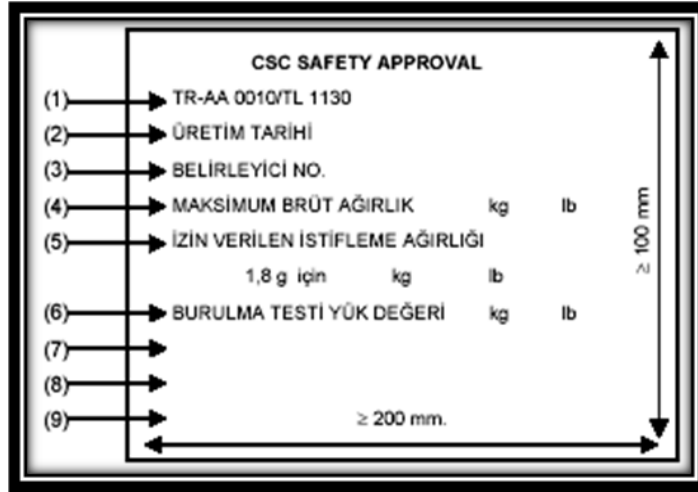 CSC SAFETY APPROVAL
(1) TR-AA 0010/TL 1130
(2) ÜRETİM TARİHİ
(3) BELİRLEYİCİ NO.
(4) MAKSİMUM BRÜT AĞIRLIK kg lb
(5) İZİN VERİLEN İSTİFLEME AĞIRLIĞI
1,8 g için kg lb
(6) BURULMA TESTİ YÜK DEĞERİ kg lb
(7)
(8)
(9) ≥ 200 mm.
≥ 100 mm